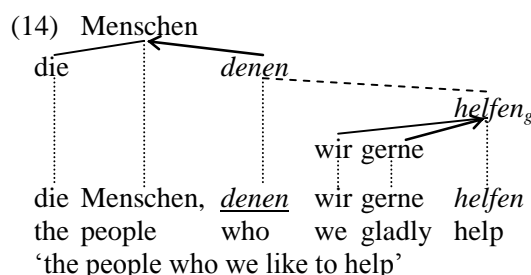 (14) Menschen
die denen
helfen_g
wir gerne
die Menschen, denen wir gerne helfen
the people who we gladly help
‘the people who we like to help’